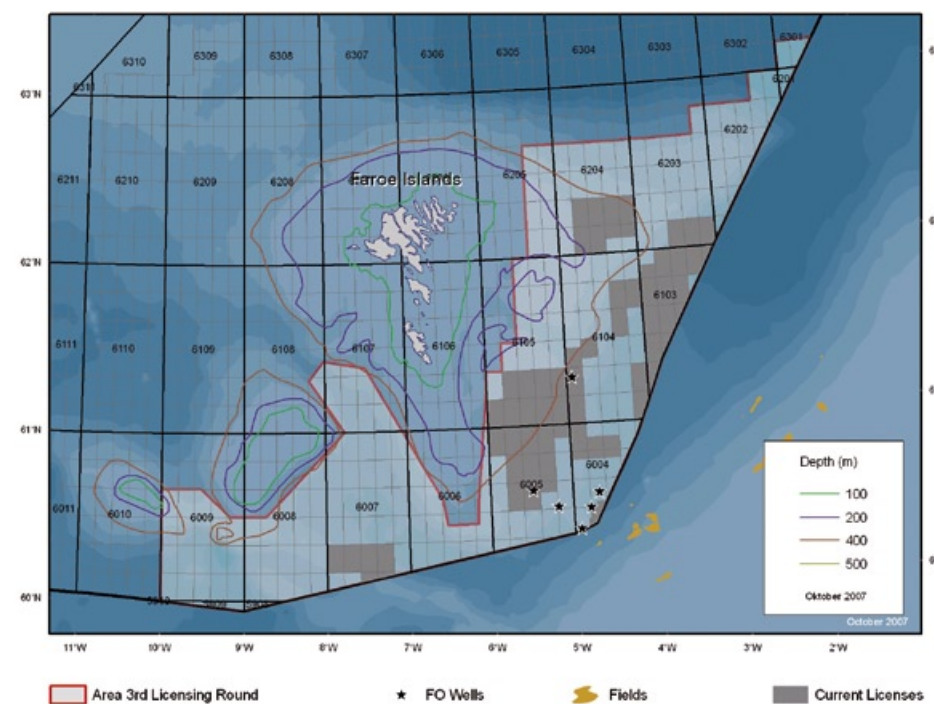 6310 6309 6308 6307 6306 6305 6304 6303 6302 6301
6311
63°N
6202
6211 6210 6209 6208 Faroe Islands 6205 6204 6203
62°N
6103
6111 6110 6109 6108 6107 6106 6105 6104
61°N
6011 6010 6009 6008 6007 6006 6005 6004
60°N
Depth (m)
100
200
400
500
Oktober 2007
October 2007
11°W 10°W 9°W 8°W 7°W 6°W 5°W 4°W 3°W 2°W
Area 3rd Licensing Round FO Wells Fields Current Licenses